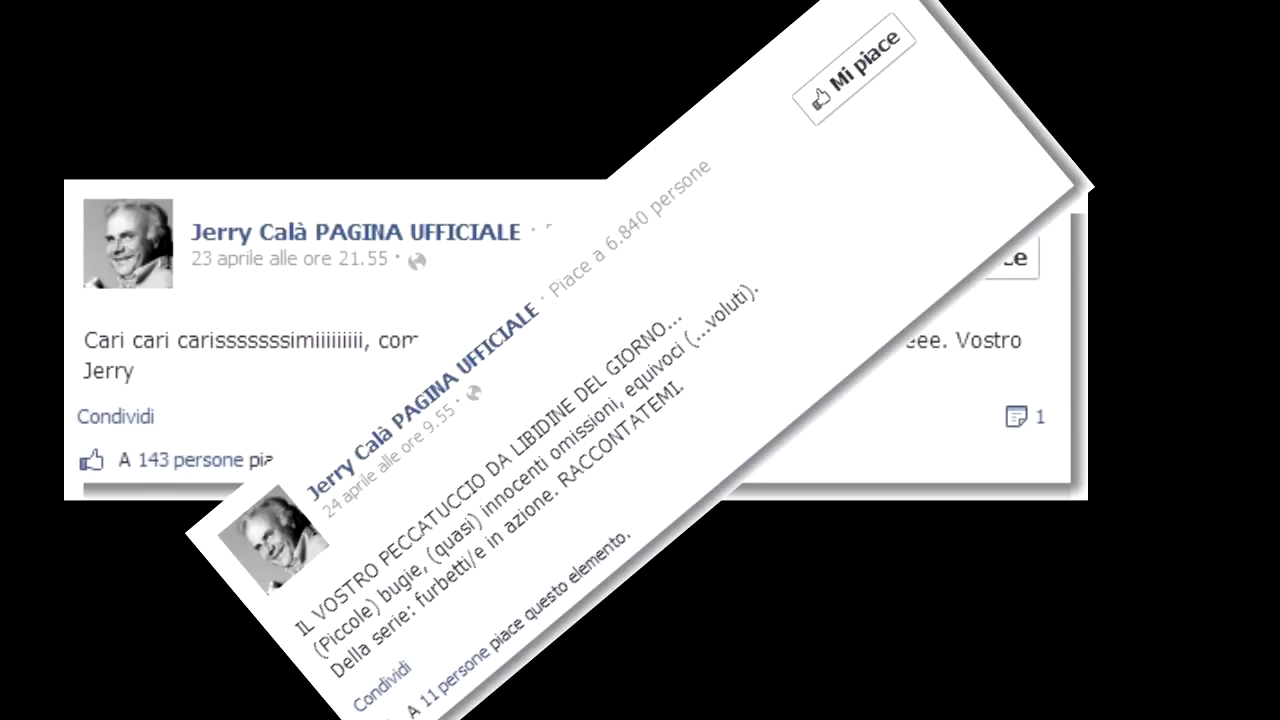 Jerry Calà PAGINA UFFICIALE ·
23 aprile alle ore 21.55 ·
Cari cari carisssssssimiiiiiiiii, com
eee. Vostro
Jerry
Condividi
1
A 143 persone pia
ce
Mi piace
Jerry Calà PAGINA UFFICIALE · Piace a 6.840 persone
24 aprile alle ore 9.55 ·
IL VOSTRO PECCATUCCIO DA LIBIDINE DEL GIORNO...
(Piccole) bugie, (quasi) innocenti omissioni, equivoci (...voluti).
Della serie: furbetti/e in azione. RACCONTATEMI.
Condividi
A 11 persone piace questo elemento.